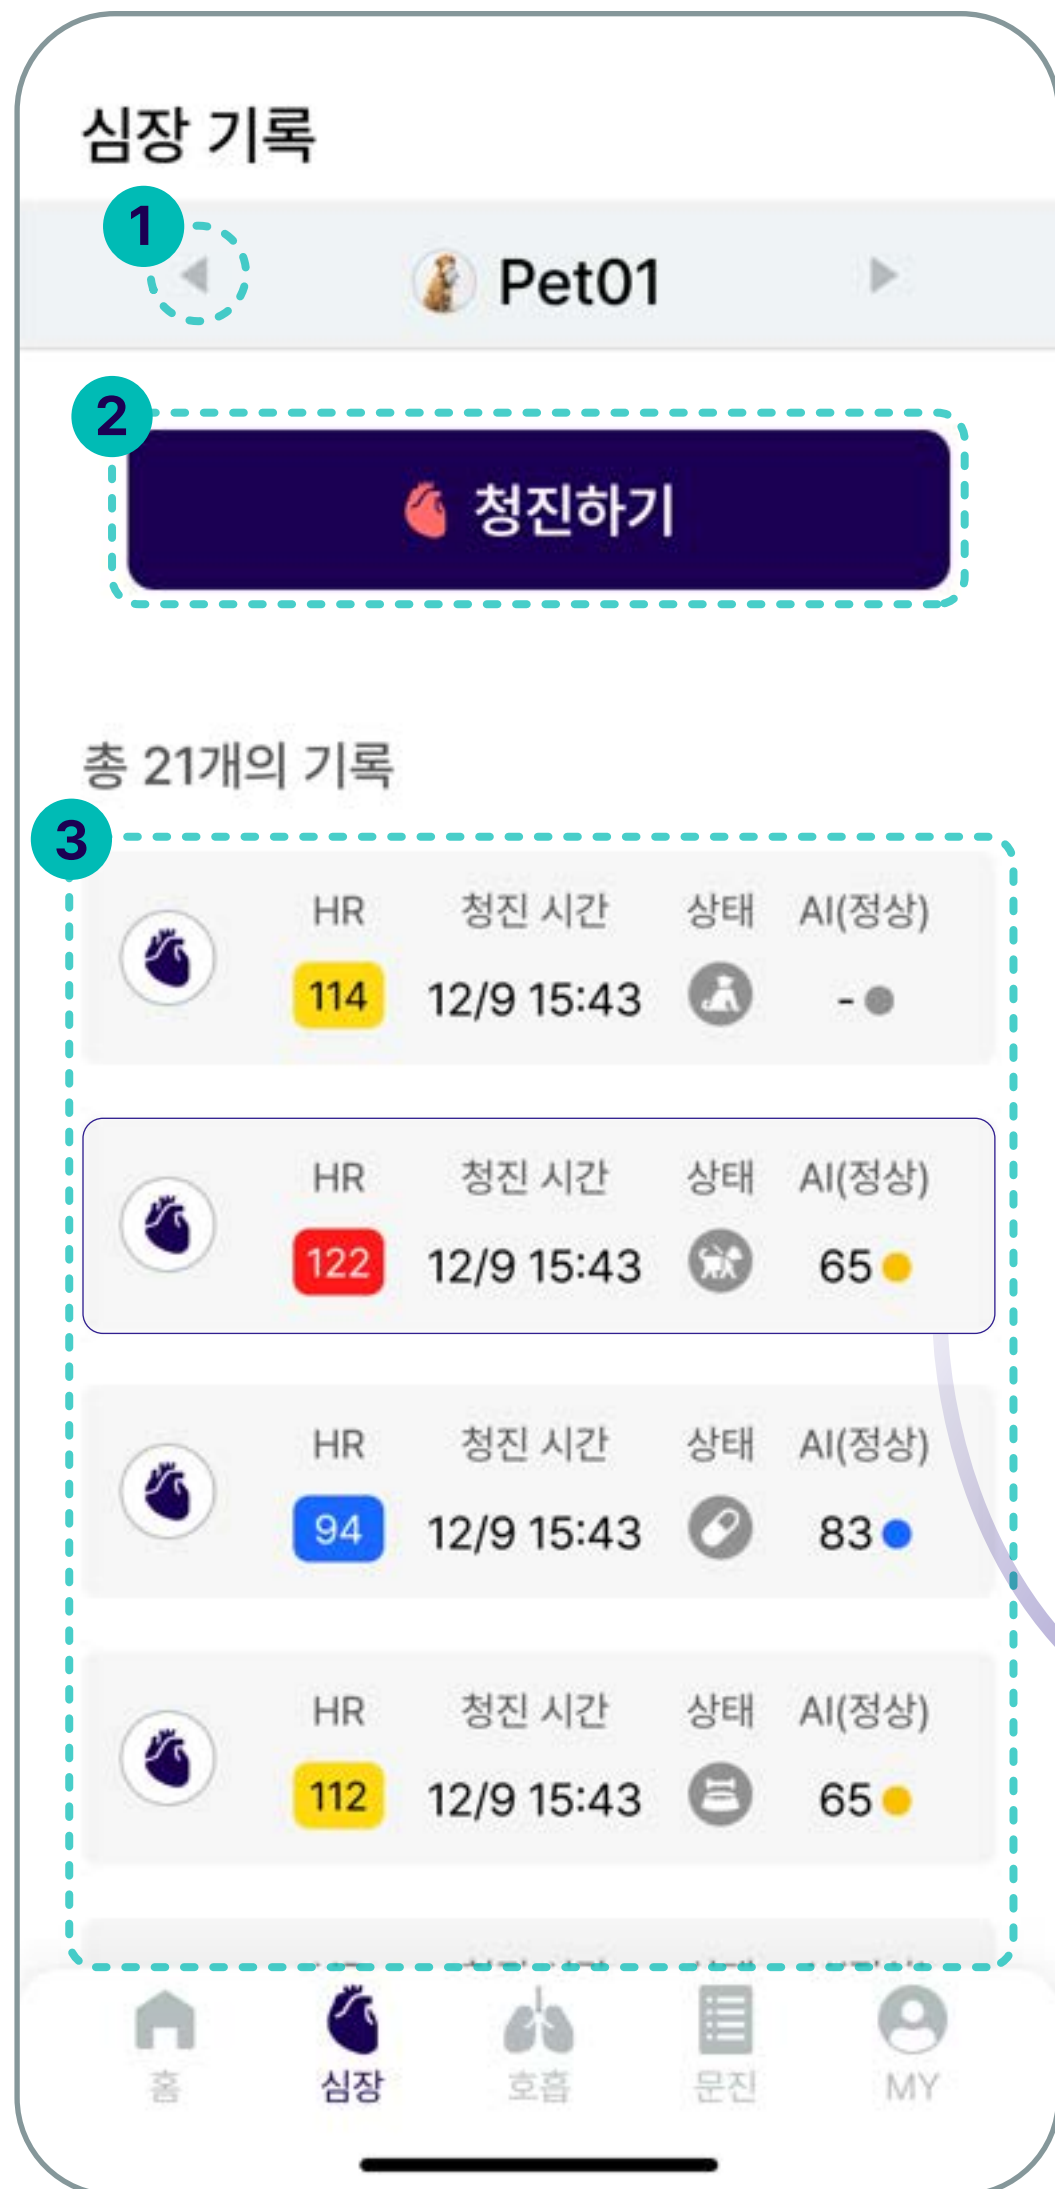 심장 기록
1
Pet01
2
청진하기
총 21개의 기록
3
HR 청진 시간 상태 AI(정상)
114 12/9 15:43 -
HR 청진 시간 상태 AI(정상)
122 12/9 15:43 65
HR 청진 시간 상태 AI(정상)
94 12/9 15:43 83
HR 청진 시간 상태 AI(정상)
112 12/9 15:43 65
홈 심장 호흡 문진 MY